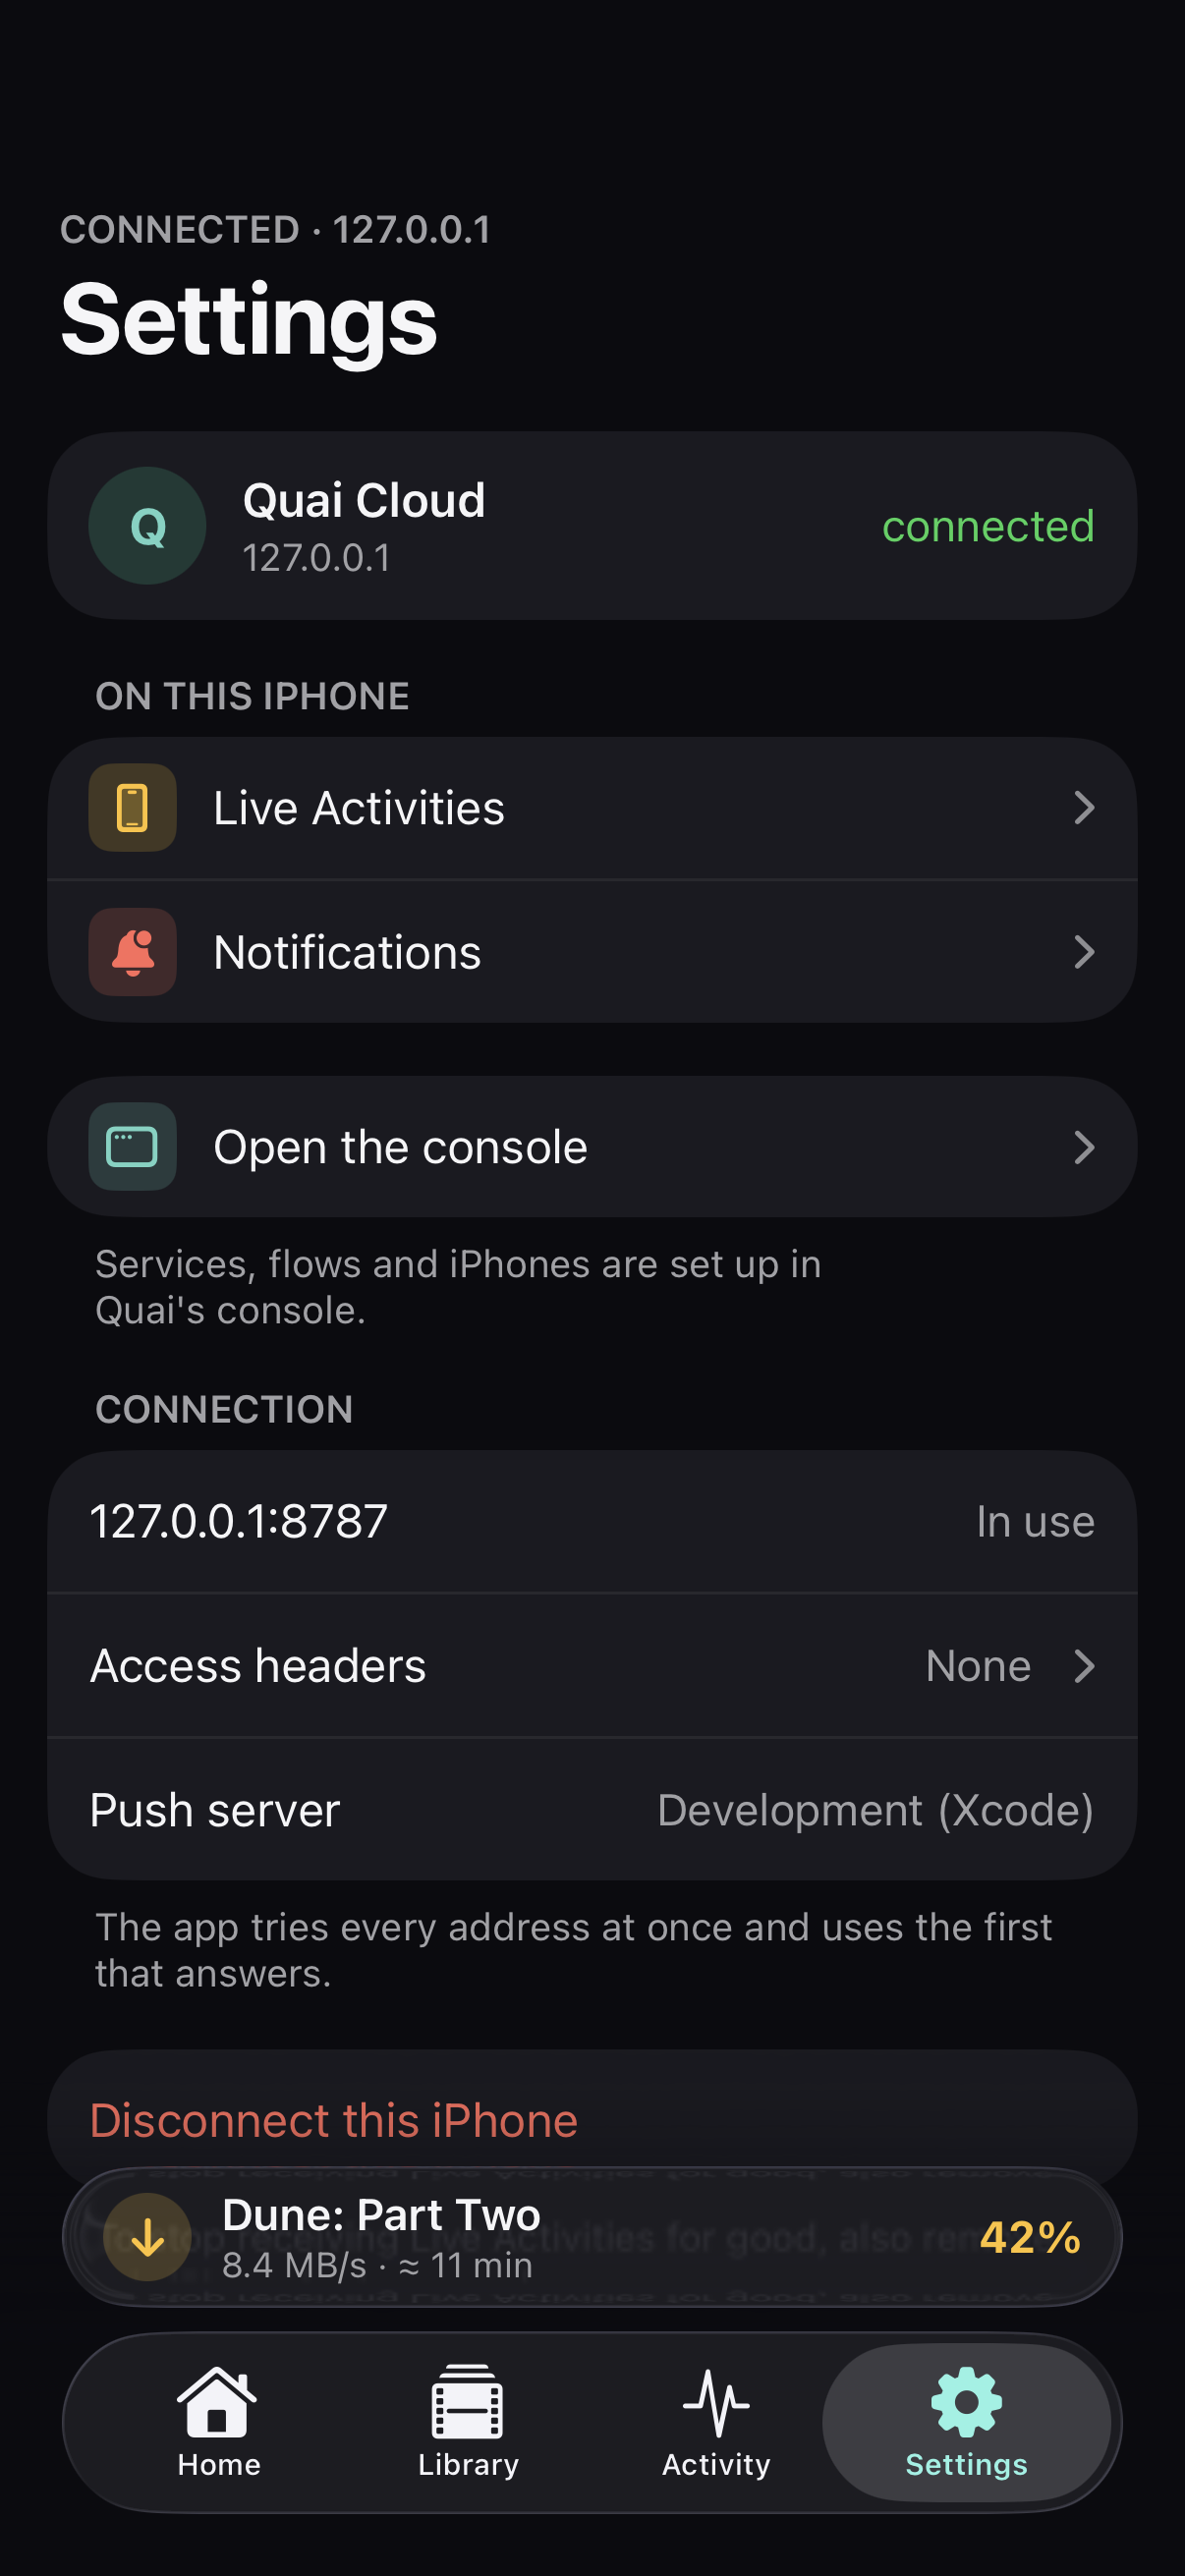 CONNECTED · 127.0.0.1
Settings
Q
Quai Cloud
127.0.0.1
connected
ON THIS IPHONE
Live Activities
Notifications
Open the console
Services, flows and iPhones are set up in
Quai's console.
CONNECTION
127.0.0.1:8787
In use
Access headers
None
Push server
Development (Xcode)
The app tries every address at once and uses the first
that answers.
Disconnect this iPhone
Dune: Part Two
8.4 MB/s · ≈ 11 min
42%
Home
Library
Activity
Settings